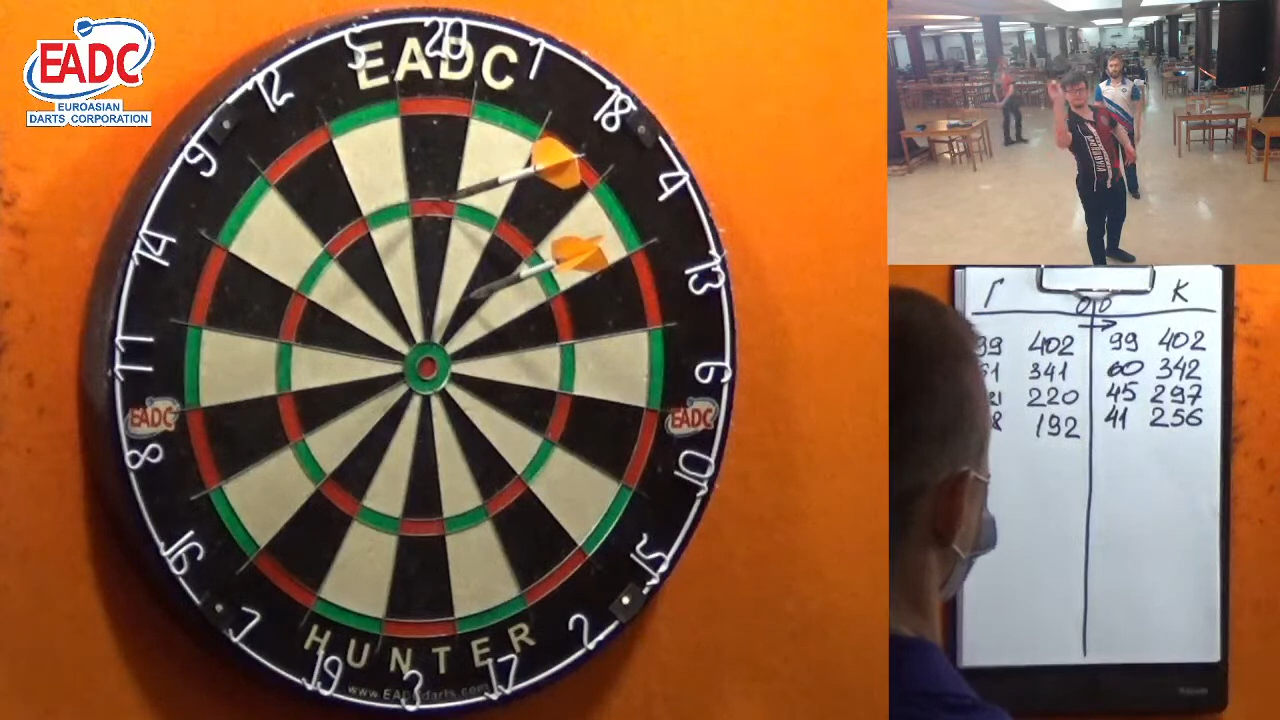 EADC
EUROASIAN
DARTS CORPORATION
EADC
20
1
18
4
13
6
10
15
2
17
3
19
7
16
8
11
14
9
12
5
EADC
EADC
HUNTER
Г
К
99 402 99 402
341 60 342
220 45 297
192 41 256